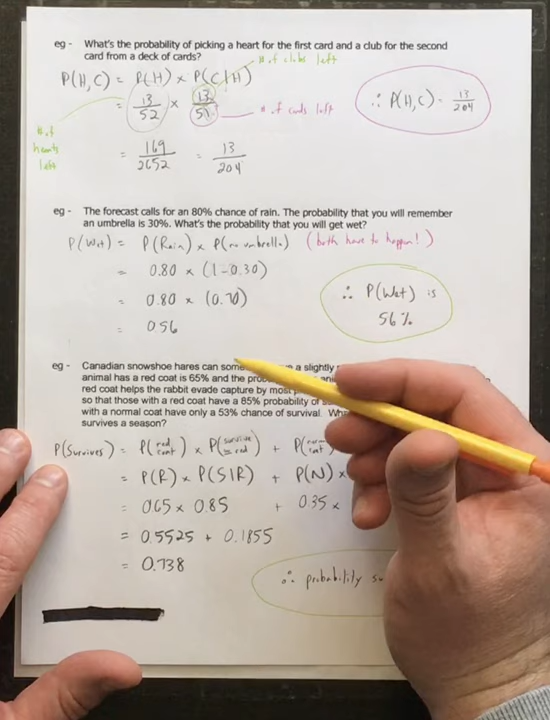 eg - What's the probability of picking a heart for the first card and a club for the second
card from a deck of cards?
# of clubs left
P(H,C) = P(H) x P(C|H)
= 13/52 x 13/51
# of cards left
∴ P(H,C) = 13/204
# of
hearts
left
= 169/2652 = 13/204
eg - The forecast calls for an 80% chance of rain. The probability that you will remember
an umbrella is 30%. What's the probability that you will get wet?
P(Wet) = P(Rain) x P(no umbrella) (both have to happen!)
= 0.80 x (1-0.30)
= 0.80 x (0.70)
= 0.56
∴ P(Wet) is
56%
eg - Canadian snowshoe hares can a slightly
animal has a red coat is 65% and the
red coat helps the rabbit evade capture by
so that those with a red coat have a 85% probability
with a normal coat have only a 53% chance of survival.
survives a season?
P(Survives) = P(red coat) x P(survive red) + P(
= P(R) x P(S|R) + P(N) x
= 0.65 x 0.85 + 0.35 x
= 0.5525 + 0.1855
= 0.738
∴ probability